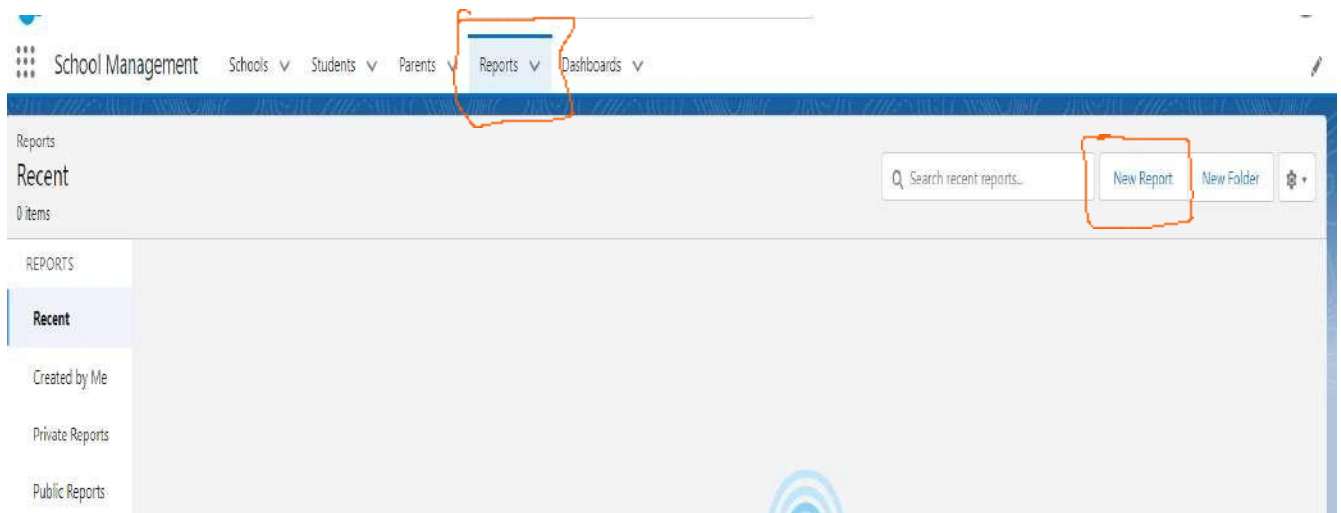 School Management Schools Students Parents Reports Dashboards
Reports
Recent
0 items
Search recent reports... New Report New Folder
REPORTS
Recent
Created by Me
Private Reports
Public Reports